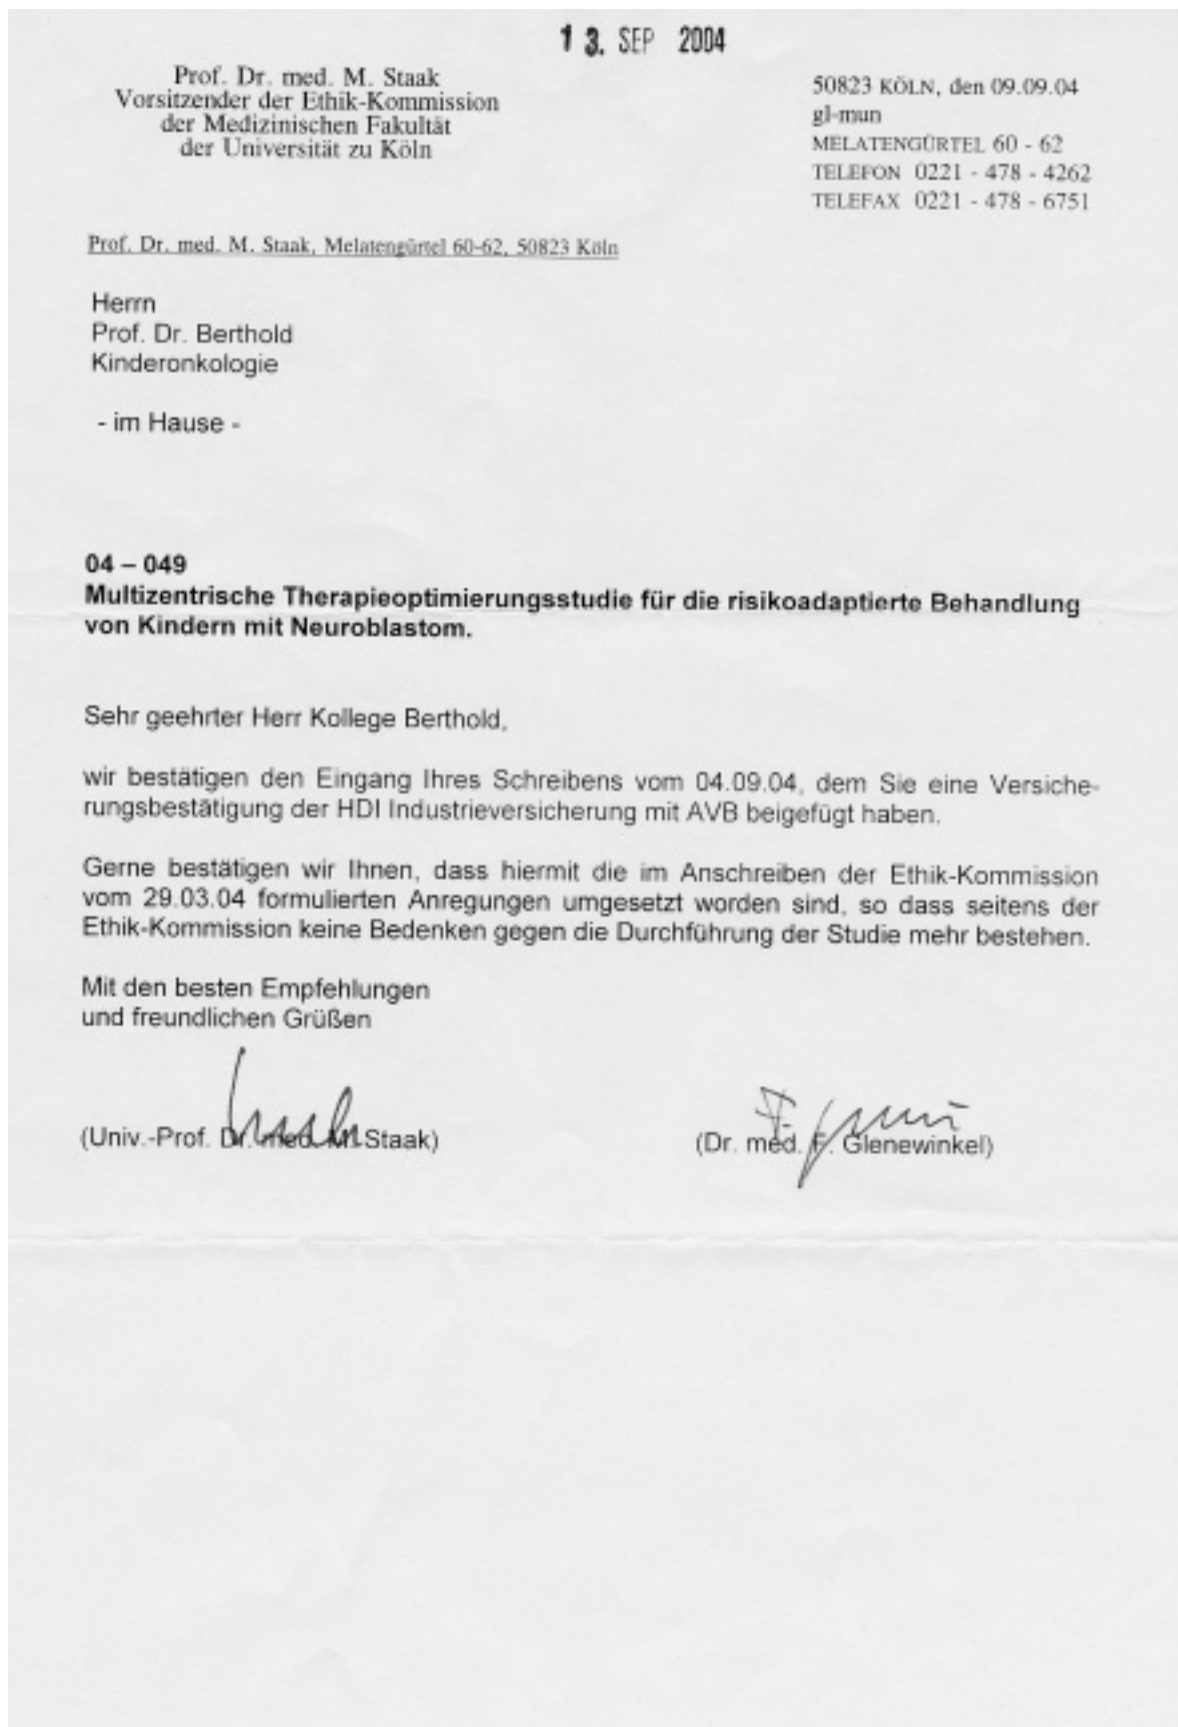 13. SEP 2004
Prof. Dr. med. M. Staak
Vorsitzender der Ethik-Kommission
der Medizinischen Fakultät
der Universität zu Köln
50823 KÖLN, den 09.09.04
gl-mun
MELATENGÜRTEL 60 - 62
TELEFON 0221 - 478 - 4262
TELEFAX 0221 - 478 - 6751
Prof. Dr. med. M. Staak, Melatengürtel 60-62, 50823 Köln
Herrn
Prof. Dr. Berthold
Kinderonkologie
- im Hause -
04 – 049
Multizentrische Therapieoptimierungsstudie für die risikoadaptierte Behandlung
von Kindern mit Neuroblastom.
Sehr geehrter Herr Kollege Berthold,
wir bestätigen den Eingang Ihres Schreibens vom 04.09.04, dem Sie eine Versiche-
rungsbestätigung der HDI Industrieversicherung mit AVB beigefügt haben.
Gerne bestätigen wir Ihnen, dass hiermit die im Anschreiben der Ethik-Kommission
vom 29.03.04 formulierten Anregungen umgesetzt worden sind, so dass seitens der
Ethik-Kommission keine Bedenken gegen die Durchführung der Studie mehr bestehen.
Mit den besten Empfehlungen
und freundlichen Grüßen
(Univ.-Prof. Dr. med. M. Staak)
(Dr. med. F. Glenewinkel)